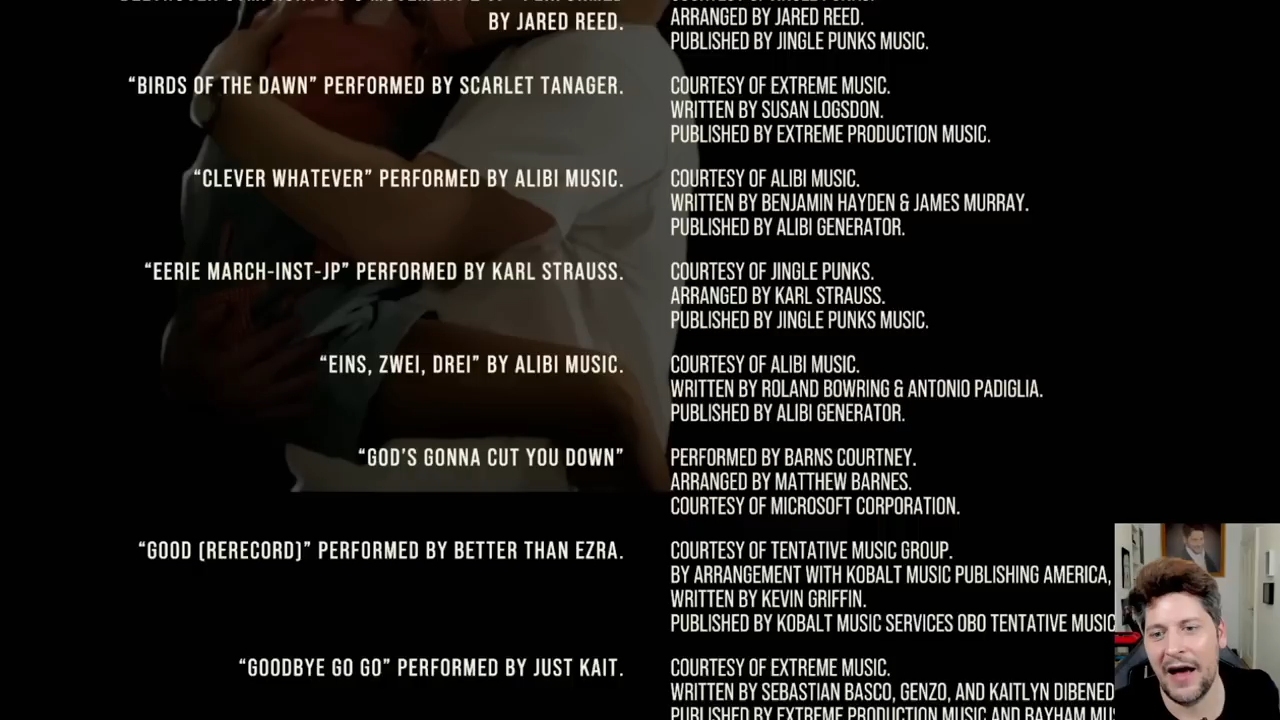 BY JARED REED.
ARRANGED BY JARED REED.
PUBLISHED BY JINGLE PUNKS MUSIC.
“BIRDS OF THE DAWN” PERFORMED BY SCARLET TANAGER.
COURTESY OF EXTREME MUSIC.
WRITTEN BY SUSAN LOGSDON.
PUBLISHED BY EXTREME PRODUCTION MUSIC.
“CLEVER WHATEVER” PERFORMED BY ALIBI MUSIC.
COURTESY OF ALIBI MUSIC.
WRITTEN BY BENJAMIN HAYDEN & JAMES MURRAY.
PUBLISHED BY ALIBI GENERATOR.
“EERIE MARCH-INST-JP” PERFORMED BY KARL STRAUSS.
COURTESY OF JINGLE PUNKS.
ARRANGED BY KARL STRAUSS.
PUBLISHED BY JINGLE PUNKS MUSIC.
“EINS, ZWEI, DREI” BY ALIBI MUSIC.
COURTESY OF ALIBI MUSIC.
WRITTEN BY ROLAND BOWRING & ANTONIO PADIGLIA.
PUBLISHED BY ALIBI GENERATOR.
“GOD’S GONNA CUT YOU DOWN”
PERFORMED BY BARNS COURTNEY.
ARRANGED BY MATTHEW BARNES.
COURTESY OF MICROSOFT CORPORATION.
“GOOD (RERECORD)” PERFORMED BY BETTER THAN EZRA.
COURTESY OF TENTATIVE MUSIC GROUP.
BY ARRANGEMENT WITH KOBALT MUSIC PUBLISHING AMERICA,
WRITTEN BY KEVIN GRIFFIN.
PUBLISHED BY KOBALT MUSIC SERVICES OBO TENTATIVE MUSIC
“GOODBYE GO GO” PERFORMED BY JUST KAIT.
COURTESY OF EXTREME MUSIC.
WRITTEN BY SEBASTIAN BASCO, GENZO, AND KAITLYN DIBENED
PUBLISHED BY EXTREME PRODUCTION MUSIC AND